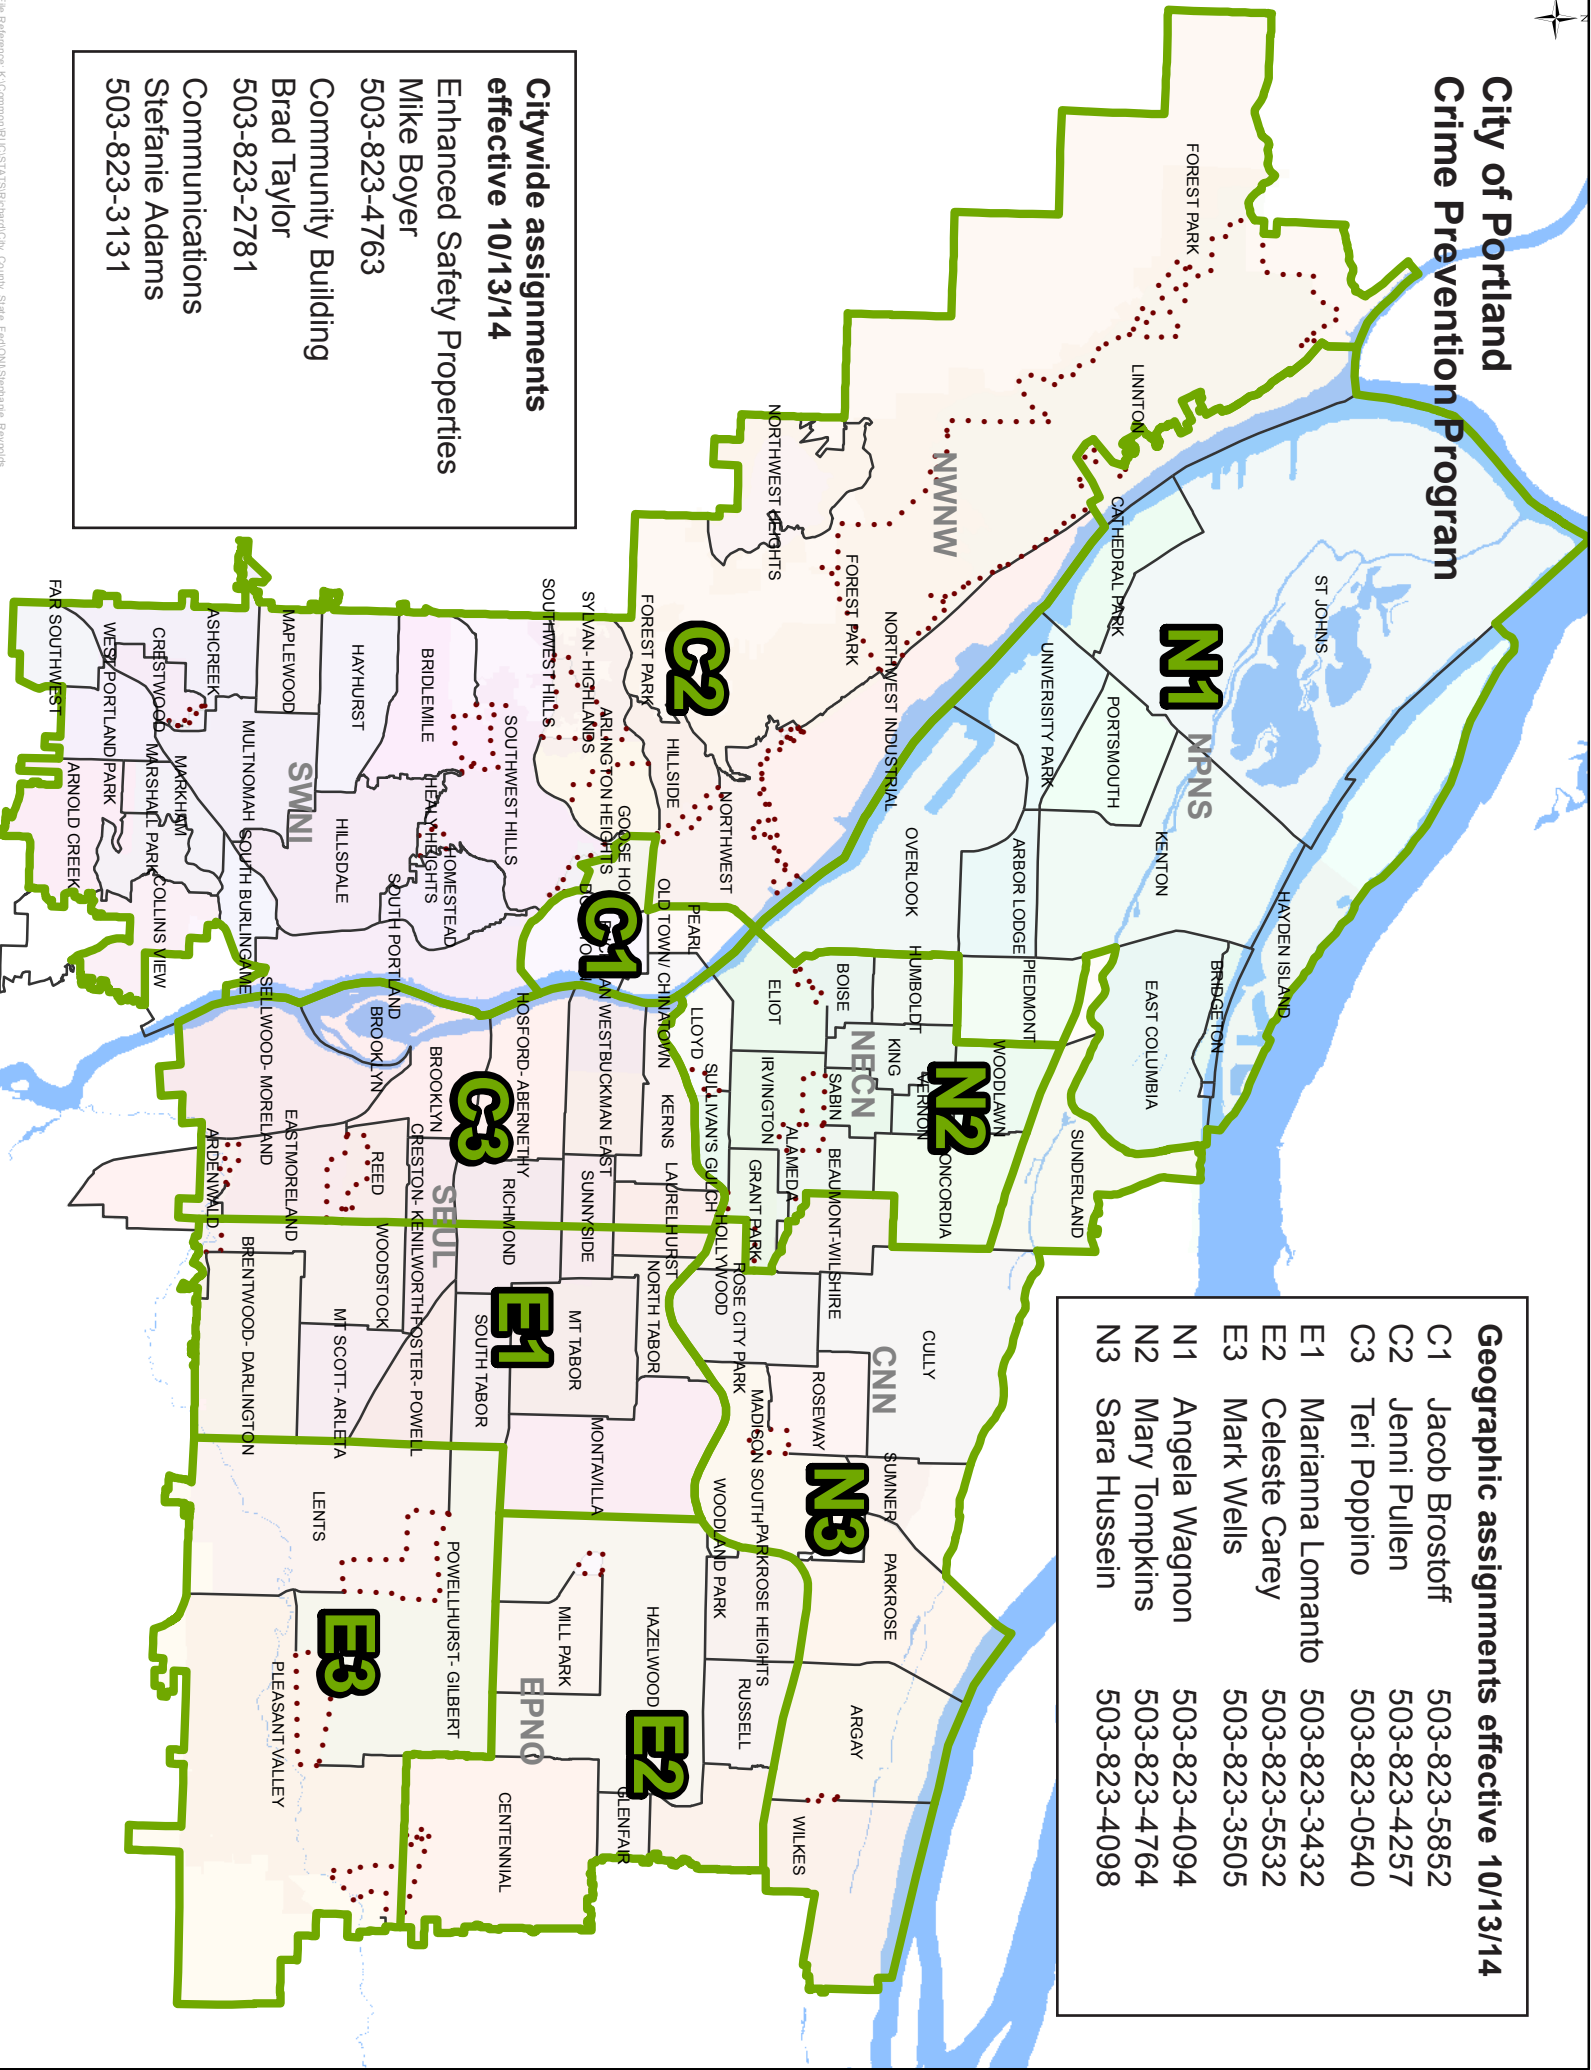 City of Portland
Crime Prevention Program
N
Geographic assignments effective 10/13/14
C1 Jacob Brostoff 503-823-5852
C2 Jenni Pullen 503-823-4257
C3 Teri Poppino 503-823-0540
E1 Marianna Lomanto 503-823-3432
E2 Celeste Carey 503-823-5532
E3 Mark Wells 503-823-3505
N1 Angela Wagnon 503-823-4094
N2 Mary Tompkins 503-823-4764
N3 Sara Hussein 503-823-4098
Citywide assignments
effective 10/13/14
Enhanced Safety Properties
Mike Boyer
503-823-4763
Community Building
Brad Taylor
503-823-2781
Communications
Stefanie Adams
503-823-3131
FOREST PARK
LINNTON
NORTHWEST HEIGHTS
NWNW
FOREST PARK
NORTHWEST INDUSTRIAL
CATHEDRAL PARK
ST JOHNS
N1
UNIVERISITY PARK
PORTSMOUTH
NPNS
KENTON
HAYDEN ISLAND
BRIDGETON
EAST COLUMBIA
OVERLOOK
ARBOR LODGE
PIEDMONT
HUMBOLDT
BOISE
ELIOT
NECN
KING
VERNON
WOODLAWN
N2
SABIN
IRVINGTON
ALAMEDA
CONCORDIA
SUNDERLAND
BEAUMONT-WILSHIRE
GRANT PARK
LLOYD
SULLIVAN'S GULCH
HOLLYWOOD
ROSE CITY PARK
CULLY
CNN
ROSEWAY
MADISON SOUTH
SUMNER
N3
PARKROSE
PARKROSE HEIGHTS
WOODLAND PARK
ARGAY
RUSSELL
WILKES
C2
FOREST PARK
HILLSIDE
NORTHWEST
SYLVAN- HIGHLANDS
ARLINGTON HEIGHTS
SOUTHWEST HILLS
SOUTHWEST HILLS
PEARL
OLD TOWN/ CHINATOWN
C1
BRIDLEMILE
HEALY HEIGHTS
HOMESTEAD
SOUTH PORTLAND
HAYHURST
HILLSDALE
SWNI
MAPLEWOOD
MULTNOMAH
SOUTH BURLINGAME
ASHCREEK
CRESTWOOD
MARKHAM
MARSHALL PARK
COLLINS VIEW
WEST PORTLAND PARK
FAR SOUTHWEST
ARNOLD CREEK
BUCKMAN WEST
BUCKMAN EAST
KERNS
LAURELHURST
HOSFORD- ABERNETHY
C3
BROOKLYN
BROOKLYN
SUNNYSIDE
RICHMOND
SEUL
CRESTON- KENILWORTH
REED
SELLWOOD- MORELAND
EASTMORELAND
ARDENWALD
WOODSTOCK
BRENTWOOD- DARLINGTON
MT SCOTT- ARLETA
FOSTER- POWELL
SOUTH TABOR
E1
MT TABOR
NORTH TABOR
MONTAVILLA
LENTS
POWELLHURST- GILBERT
E3
PLEASANT VALLEY
MILL PARK
HAZELWOOD
EPNO
E2
GLENFAIR
CENTENNIAL